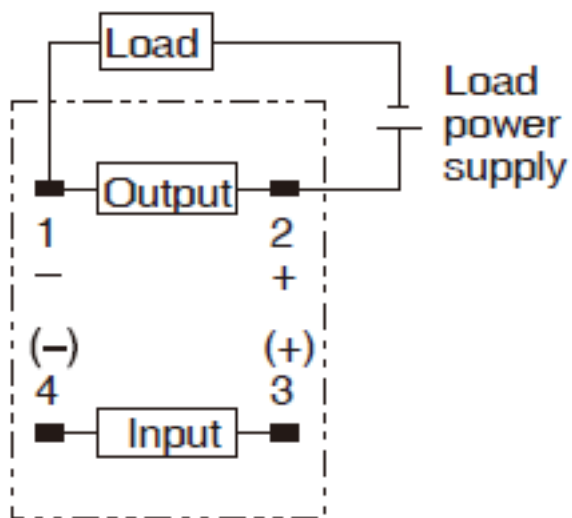 Load
Load
power
supply
Output
1 2
− +
(−) (+)
4 3
Input